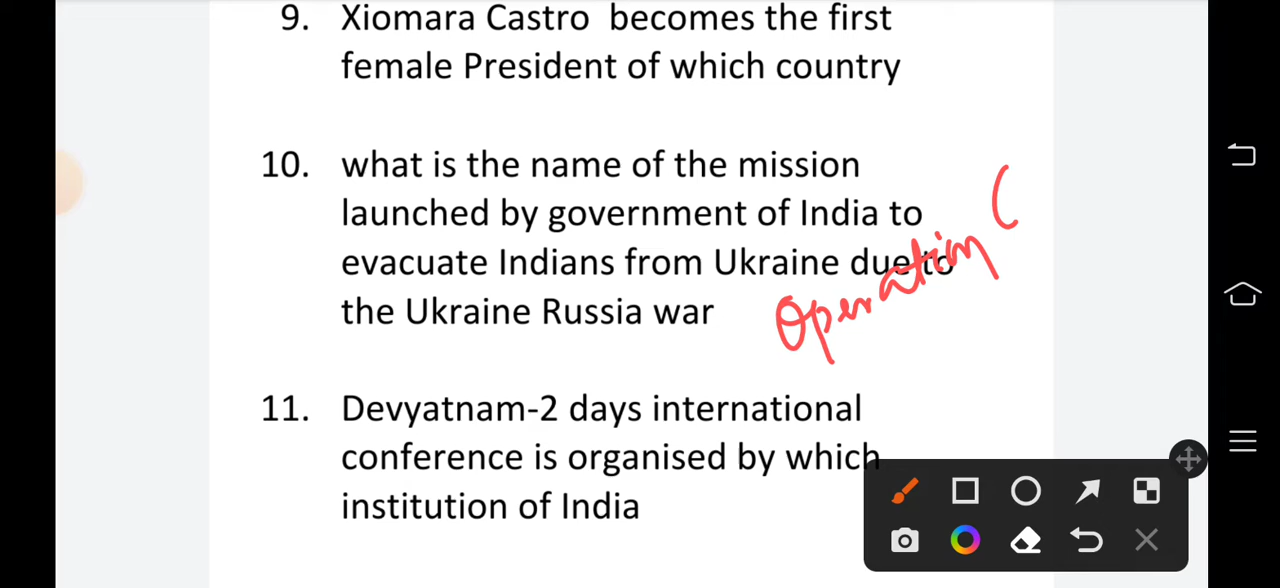 9. Xiomara Castro becomes the first
female President of which country
10. what is the name of the mission
launched by government of India to
evacuate Indians from Ukraine due to
the Ukraine Russia war
Operation (
11. Devyatnam-2 days international
conference is organised by which
institution of India